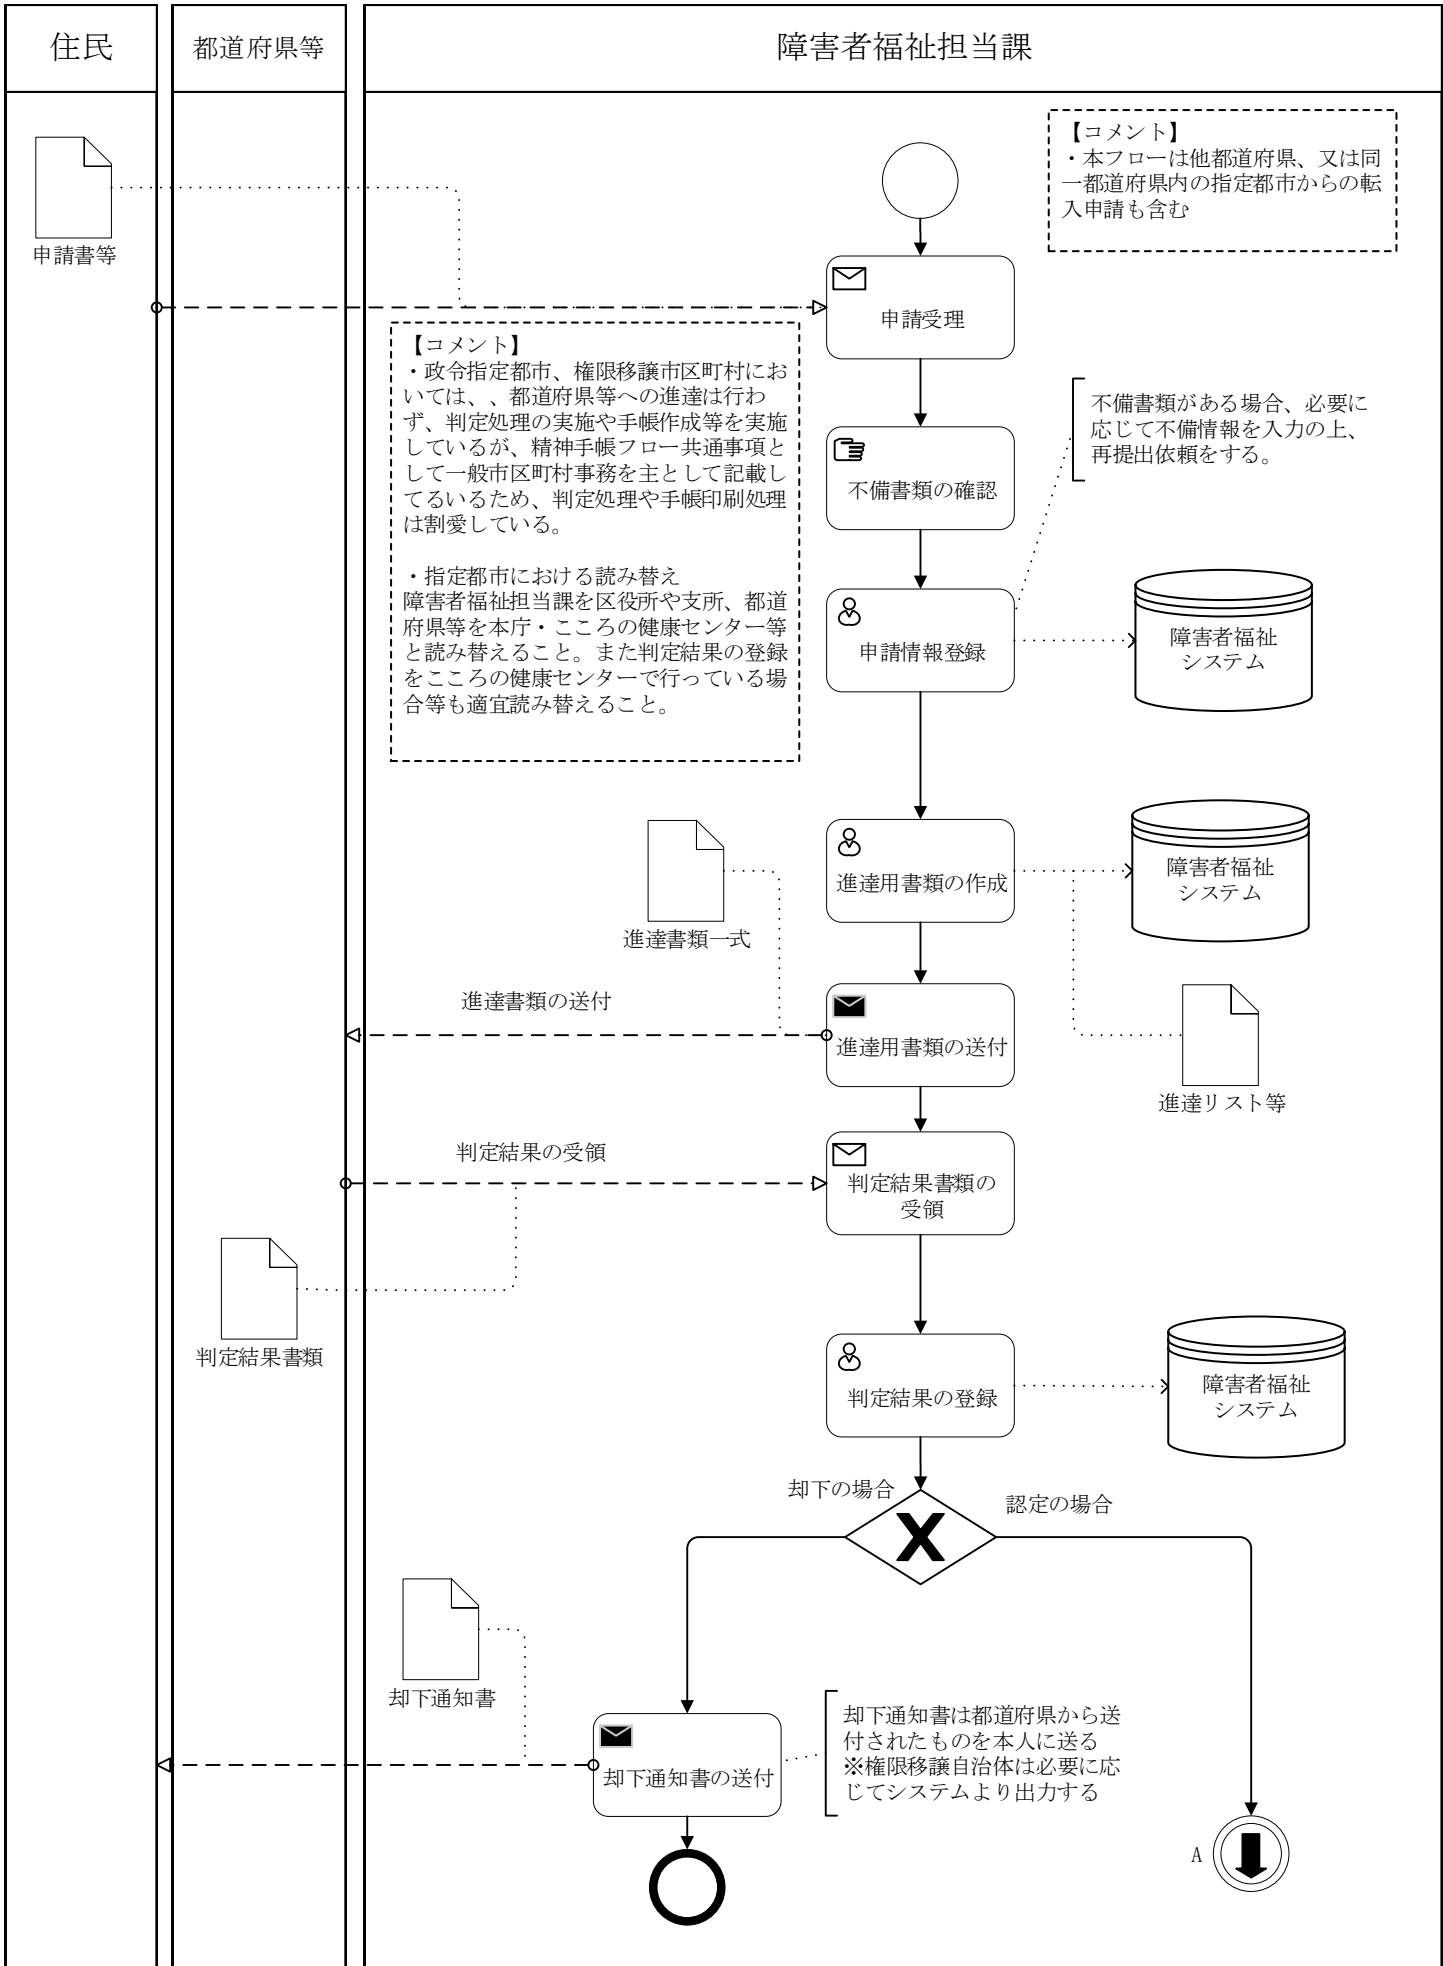 住民
都道府県等
障害者福祉担当課
【コメント】
・本フローは他都道府県、又は同
一都道府県内の指定都市からの転
入申請も含む
申請書等
申請受理
【コメント】
・政令指定都市、権限移譲市区町村にお
いては、、都道府県等への進達は行わ
ず、判定処理の実施や手帳作成等を実施
しているが、精神手帳フロー共通事項と
して一般市区町村事務を主として記載し
てるいるため、判定処理や手帳印刷処理
は割愛している。
・指定都市における読み替え
障害者福祉担当課を区役所や支所、都道
府県等を本庁・こころの健康センター等
と読み替えること。また判定結果の登録
をこころの健康センターで行っている場
合等も適宜読み替えること。
不備書類がある場合、必要に
応じて不備情報を入力の上、
再提出依頼をする。
不備書類の確認
申請情報登録
障害者福祉
システム
進達用書類の作成
障害者福祉
システム
進達書類一式
進達書類の送付
進達用書類の送付
進達リスト等
判定結果の受領
判定結果書類の
受領
判定結果書類
判定結果の登録
障害者福祉
システム
却下の場合
認定の場合
却下通知書
却下通知書の送付
却下通知書は都道府県から送
付されたものを本人に送る
※権限移譲自治体は必要に応
じてシステムより出力する
A